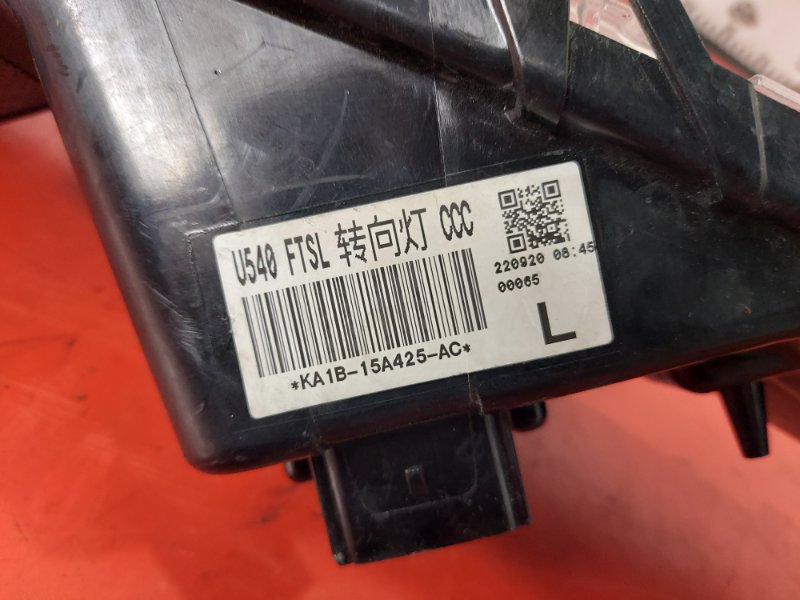 U540 FTSL 转向灯 CCC
220920 08:45
00065
L
*KA1B-15A425-AC*